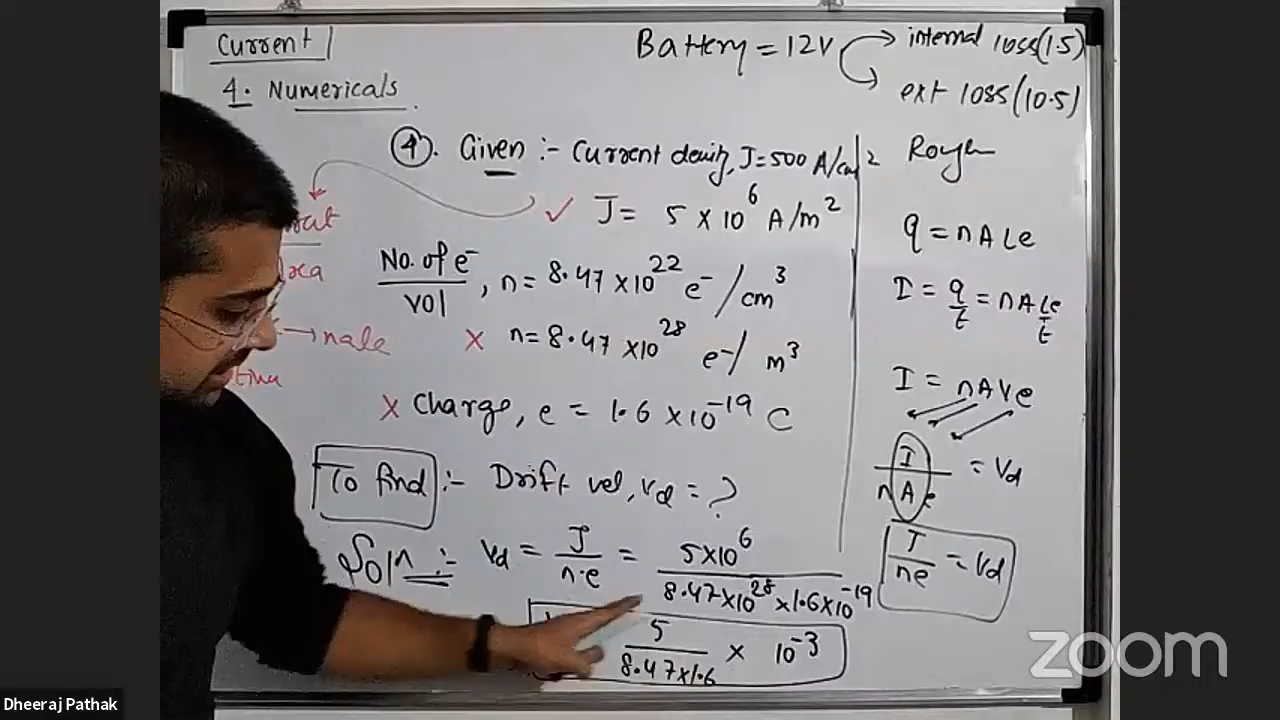 Current
4. Numericals
Battery = 12V → internal loss (1.5)
→ ext loss (10.5)
④. Given :- Current density, J = 500 A/cm²
✓ J = 5 × 10⁶ A/m²
No. of e⁻ / vol, n = 8.47 × 10²² e⁻/cm³
× n = 8.47 × 10²⁸ e⁻/m³
× Charge, e = 1.6 × 10⁻¹⁹ C
→ nale
To find :- Drift vel, Vd = ?
Soln :- Vd = J / n·e = 5×10⁶ / 8.47×10²⁸ × 1.6×10⁻¹⁹
5 / 8.47×1.6 × 10⁻³
Rough
q = nALe
I = q/t = nALe/t
I = nAVe
I / nAe = Vd
J / ne = Vd
zoom
Dheeraj Pathak